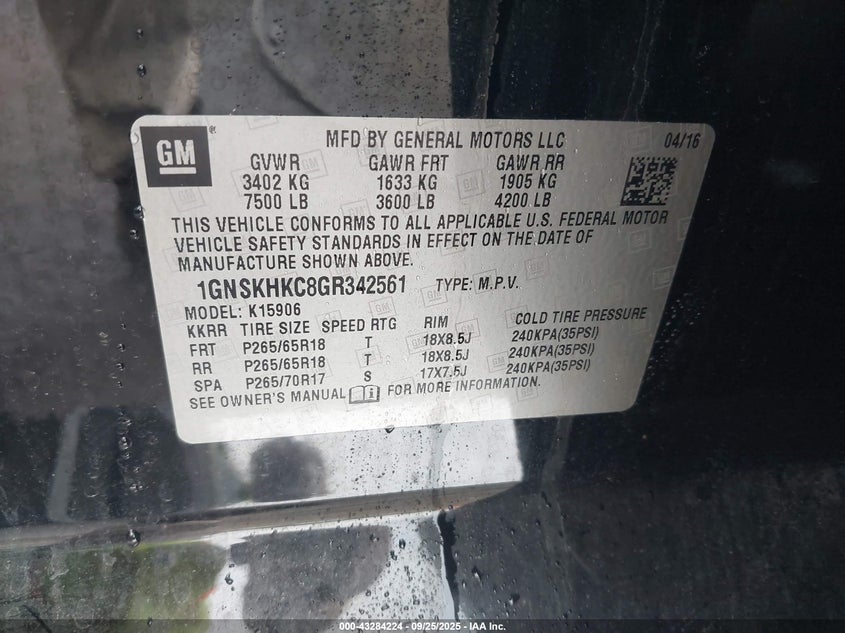 GM
MFD BY GENERAL MOTORS LLC 04/16
GVWR GAWR FRT GAWR RR
3402 KG 1633 KG 1905 KG
7500 LB 3600 LB 4200 LB
THIS VEHICLE CONFORMS TO ALL APPLICABLE U.S. FEDERAL MOTOR
VEHICLE SAFETY STANDARDS IN EFFECT ON THE DATE OF
MANUFACTURE SHOWN ABOVE.
1GNSKHKC8GR342561 TYPE: M.P.V.
MODEL: K15906
KKRR TIRE SIZE SPEED RTG RIM COLD TIRE PRESSURE
FRT P265/65R18 T 18X8.5J 240KPA(35PSI)
RR P265/65R18 T 18X8.5J 240KPA(35PSI)
SPA P265/70R17 S 17X7.5J 240KPA(35PSI)
SEE OWNER'S MANUAL FOR MORE INFORMATION.
000-43284224 — 09/25/2025 — IAA Inc.